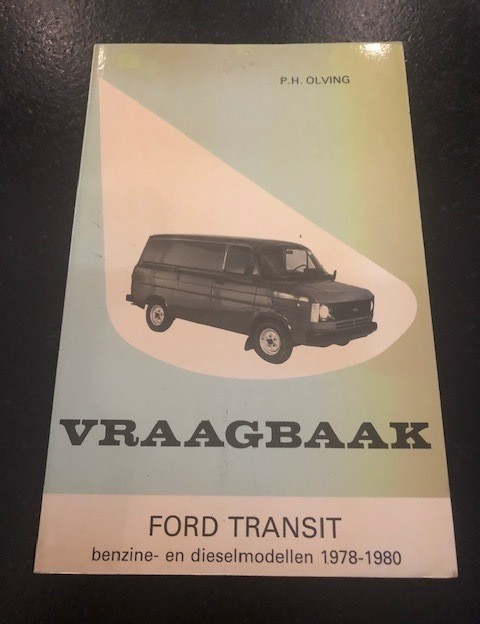 P.H. OLVING
VRAAGBAAK
FORD TRANSIT
benzine- en dieselmodellen 1978-1980